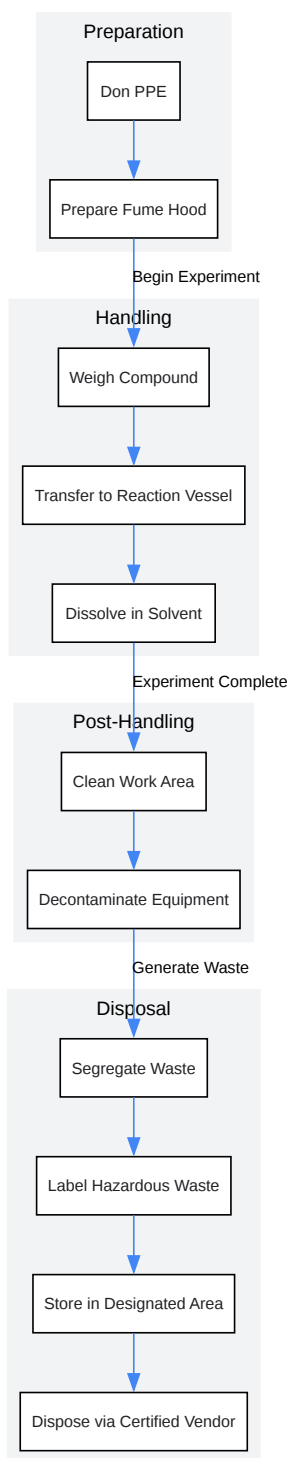 Preparation
Don PPE
Prepare Fume Hood
Begin Experiment
Handling
Weigh Compound
Transfer to Reaction Vessel
Dissolve in Solvent
Experiment Complete
Post-Handling
Clean Work Area
Decontaminate Equipment
Generate Waste
Disposal
Segregate Waste
Label Hazardous Waste
Store in Designated Area
Dispose via Certified Vendor